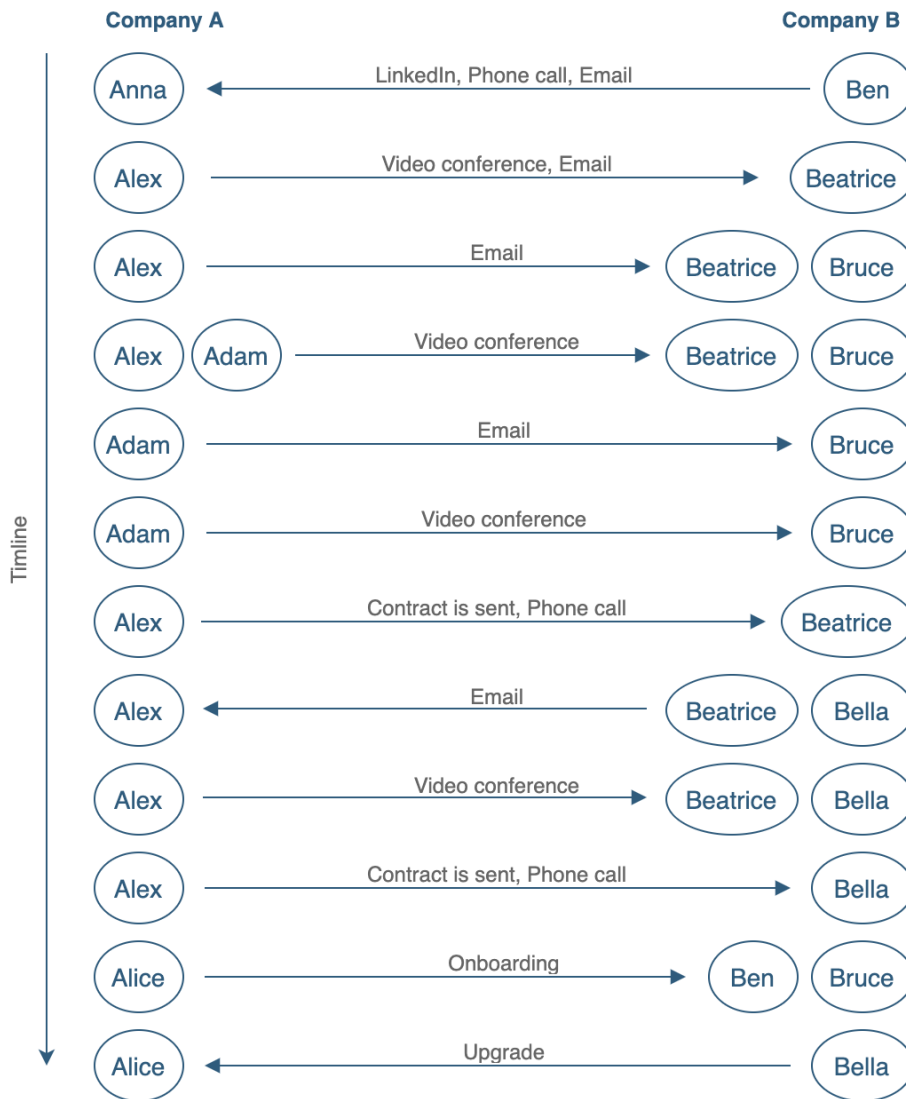 Company A Company B
LinkedIn, Phone call, Email
Anna Ben
Video conference, Email
Alex Beatrice
Email
Alex Beatrice Bruce
Video conference
Alex Adam Beatrice Bruce
Email
Adam Bruce
Video conference
Adam Bruce
Timline
Contract is sent, Phone call
Alex Beatrice
Email
Alex Beatrice Bella
Video conference
Alex Beatrice Bella
Contract is sent, Phone call
Alex Bella
Onboarding
Alice Ben Bruce
Upgrade
Alice Bella